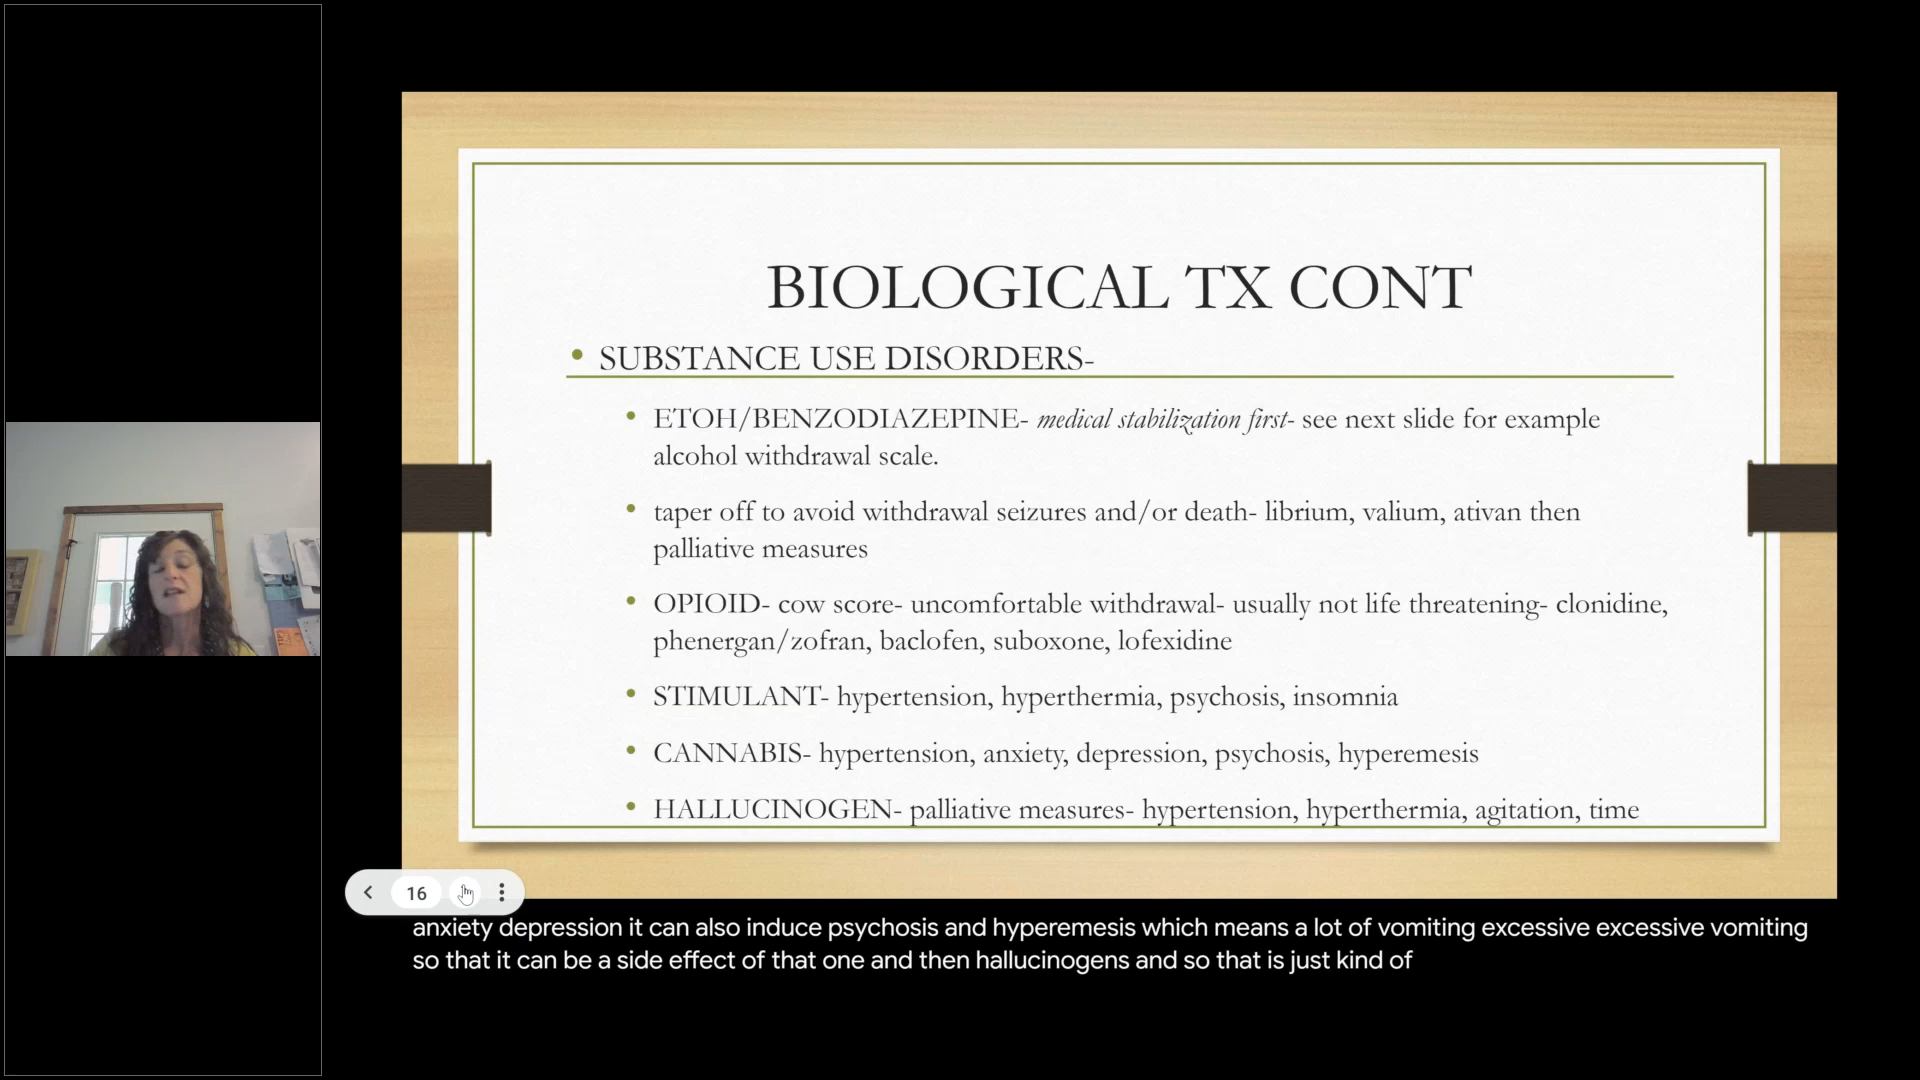 BIOLOGICAL TX CONT
• SUBSTANCE USE DISORDERS-
• ETOH/BENZODIAZEPINE- medical stabilization first- see next slide for example
alcohol withdrawal scale.
• taper off to avoid withdrawal seizures and/or death- librium, valium, ativan then
palliative measures
• OPIOID- cow score- uncomfortable withdrawal- usually not life threatening- clonidine,
phenergan/zofran, baclofen, suboxone, lofexidine
• STIMULANT- hypertension, hyperthermia, psychosis, insomnia
• CANNABIS- hypertension, anxiety, depression, psychosis, hyperemesis
• HALLUCINOGEN- palliative measures- hypertension, hyperthermia, agitation, time
16
anxiety depression it can also induce psychosis and hyperemesis which means a lot of vomiting excessive excessive vomiting
so that it can be a side effect of that one and then hallucinogens and so that is just kind of